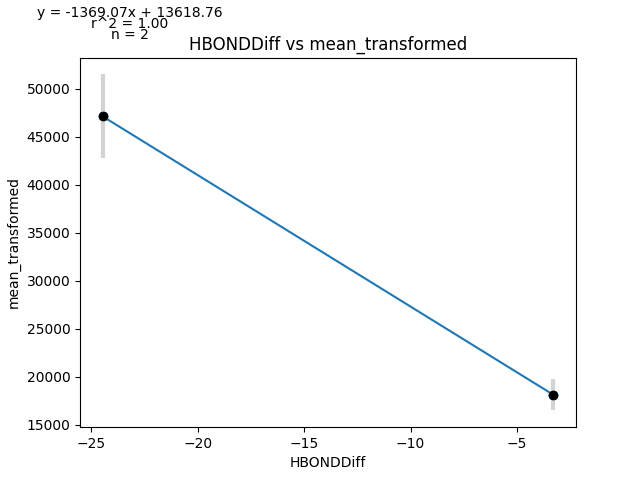 y = -1369.07x + 13618.76
r^2 = 1.00
n = 2
HBONDDiff vs mean_transformed
50000
45000
40000
35000
30000
25000
20000
15000
mean_transformed
−25
−20
−15
−10
−5
HBONDDiff